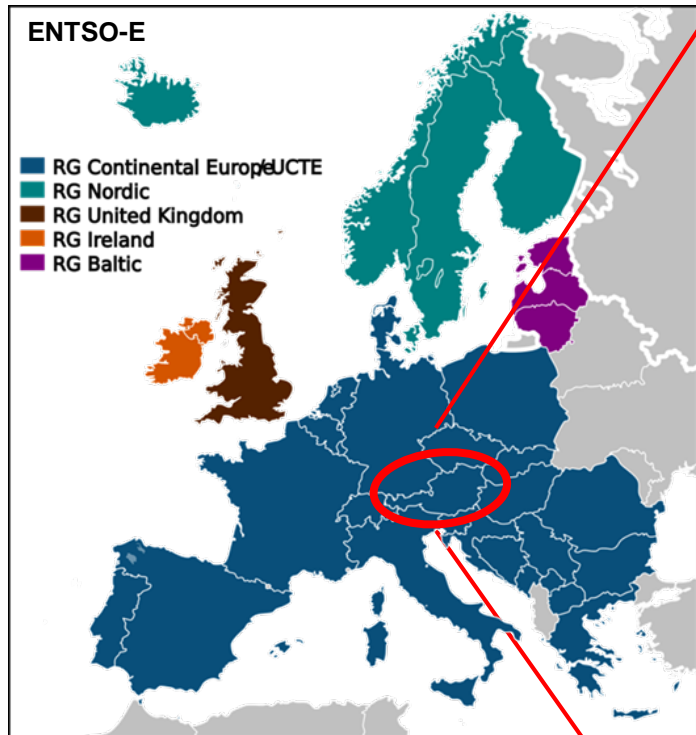 ENTSO-E
RG Continental Europe/UCTE
RG Nordic
RG United Kingdom
RG Ireland
RG Baltic